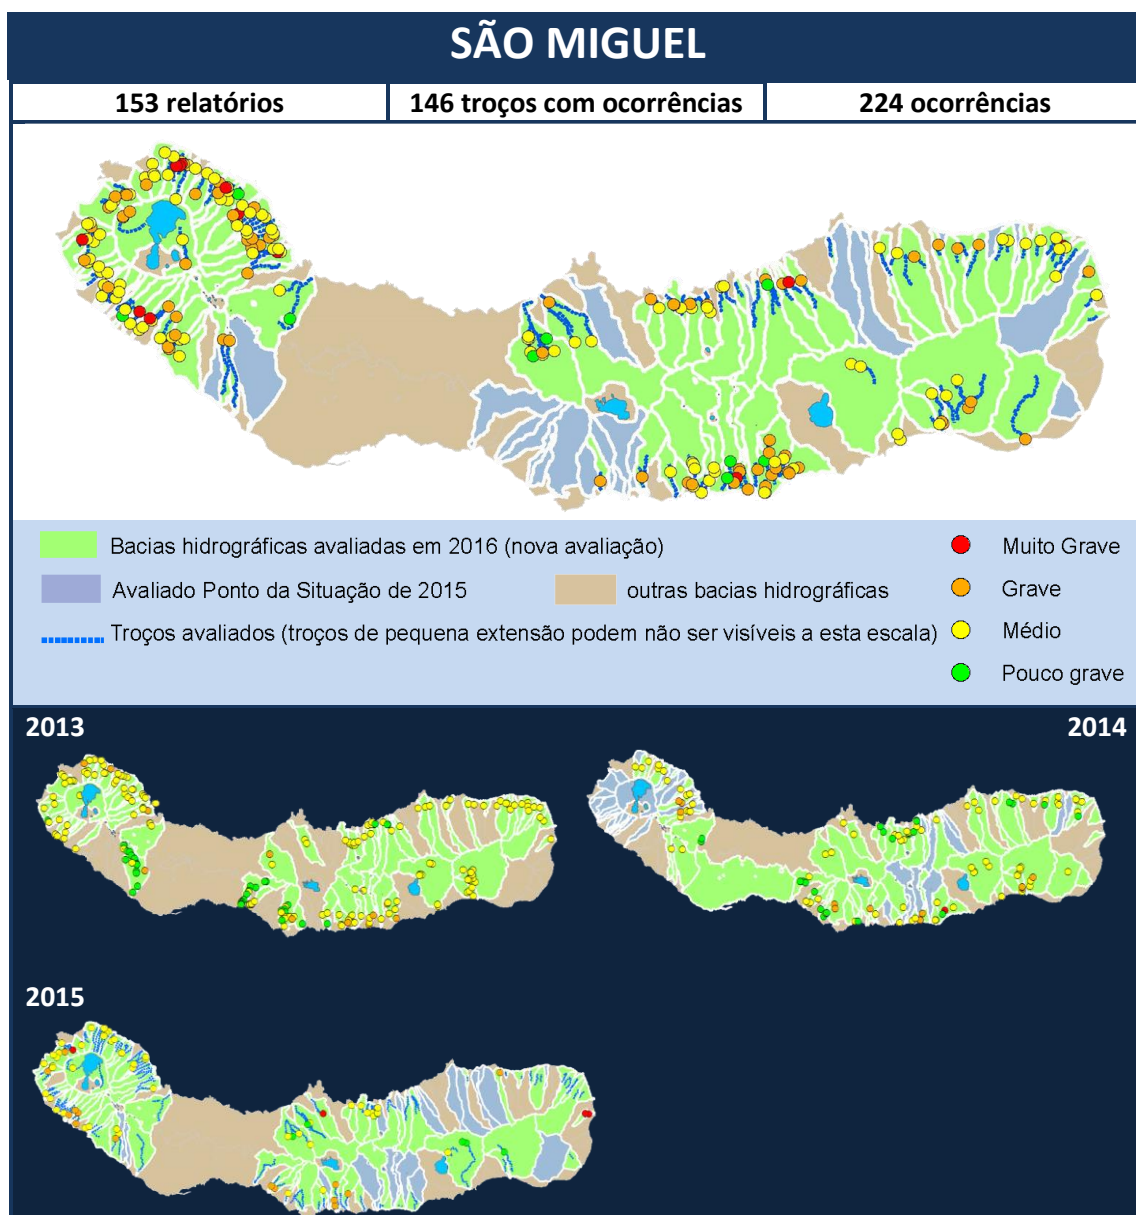 SÃO MIGUEL
153 relatórios
146 troços com ocorrências
224 ocorrências
Bacias hidrográficas avaliadas em 2016 (nova avaliação)
Muito Grave
Avaliado Ponto da Situação de 2015
outras bacias hidrográficas
Grave
Troços avaliados (troços de pequena extensão podem não ser visíveis a esta escala)
Médio
Pouco grave
2013
2014
2015